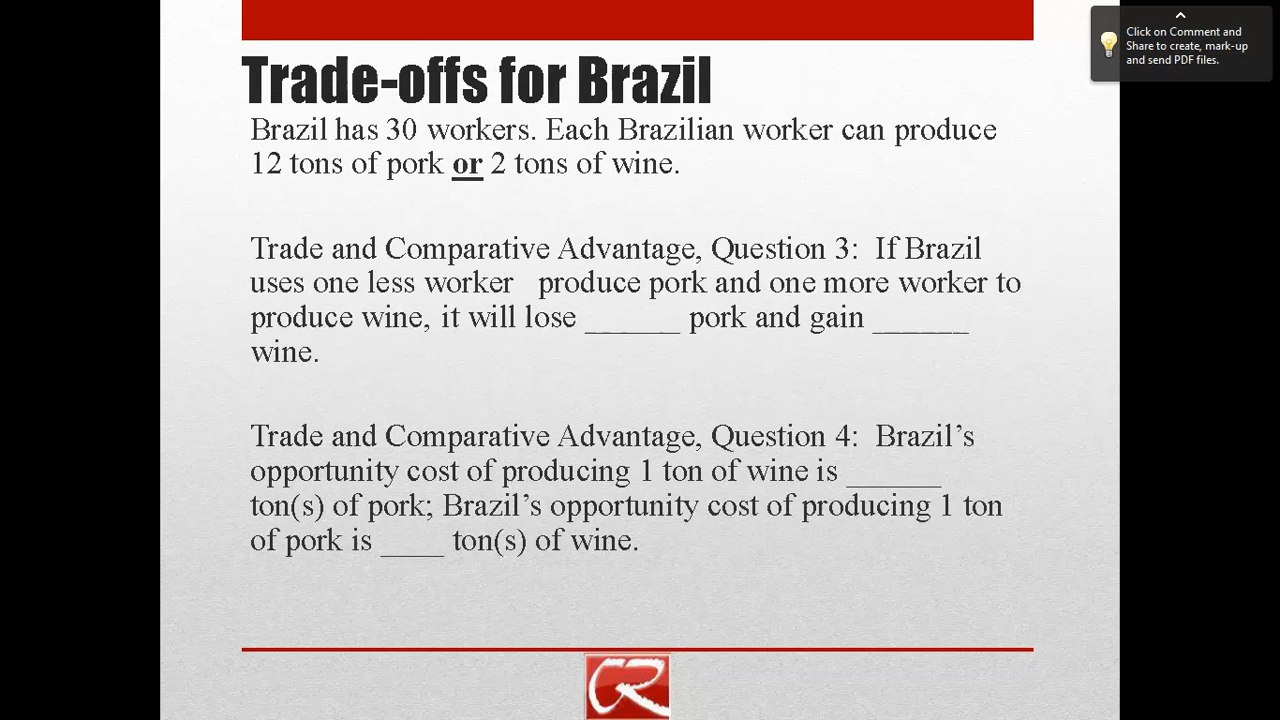 Trade-offs for Brazil
Brazil has 30 workers. Each Brazilian worker can produce
12 tons of pork or 2 tons of wine.
Trade and Comparative Advantage, Question 3:  If Brazil
uses one less worker   produce pork and one more worker to
produce wine, it will lose ______ pork and gain ______
wine.
Trade and Comparative Advantage, Question 4:  Brazil’s
opportunity cost of producing 1 ton of wine is ______
ton(s) of pork; Brazil’s opportunity cost of producing 1 ton
of pork is ____ ton(s) of wine.
CR
Click on Comment and
Share to create, mark-up
and send PDF files.